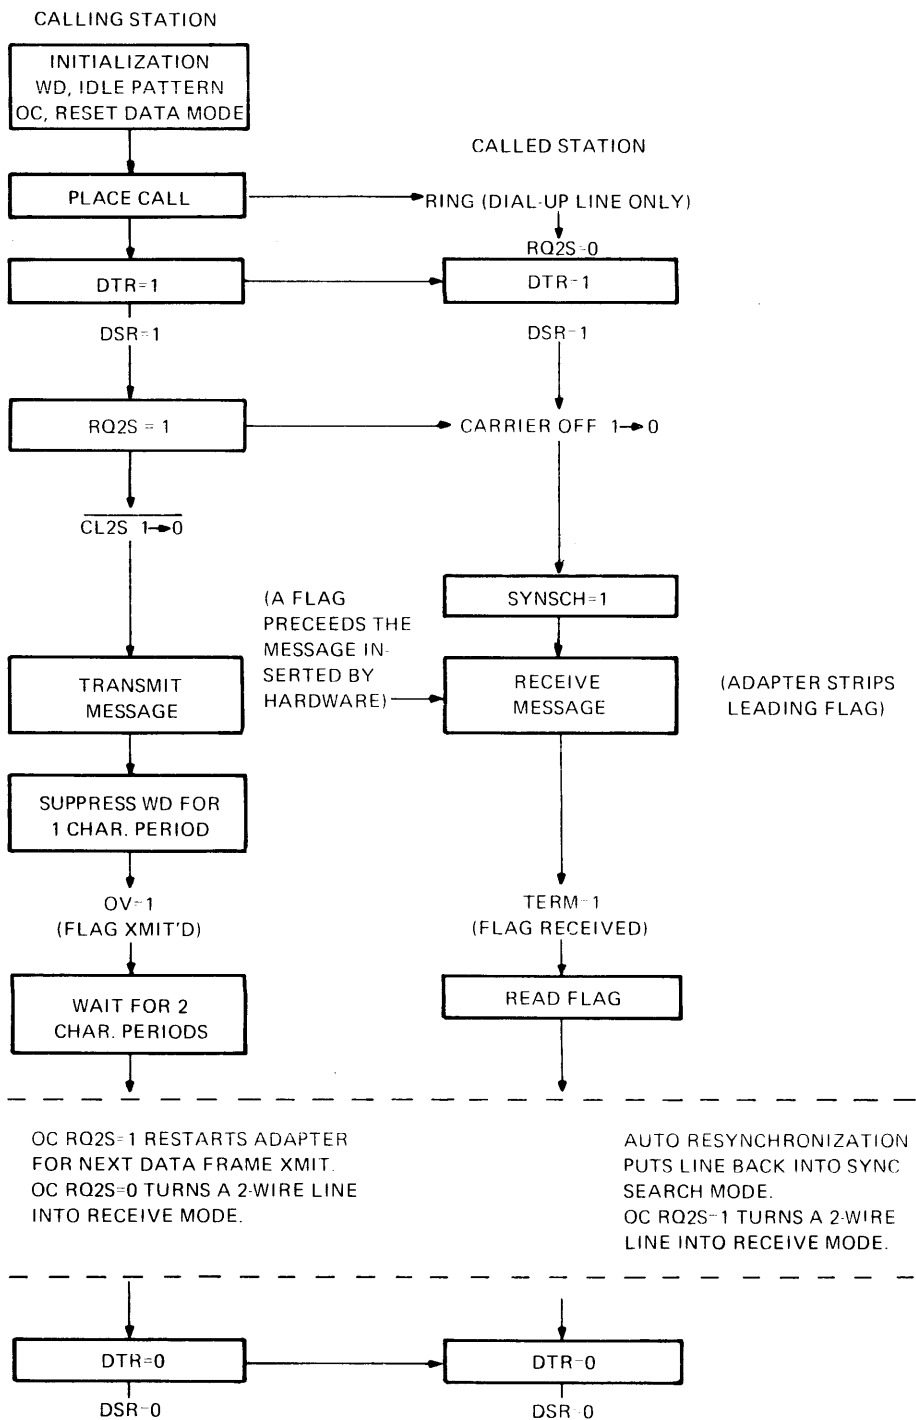 CALLING STATION
INITIALIZATION
WD, IDLE PATTERN
OC, RESET DATA MODE
CALLED STATION
PLACE CALL
RING (DIAL-UP LINE ONLY)
RQ2S=0
DTR=1
DTR=1
DSR=1
DSR=1
RQ2S = 1
CARRIER OFF 1→0
CL2S 1→0
SYNSCH=1
(A FLAG
PRECEEDS THE
MESSAGE IN-
SERTED BY
HARDWARE)
TRANSMIT
MESSAGE
RECEIVE
MESSAGE
(ADAPTER STRIPS
LEADING FLAG)
SUPPRESS WD FOR
1 CHAR. PERIOD
OV=1
(FLAG XMIT'D)
TERM=1
(FLAG RECEIVED)
WAIT FOR 2
CHAR. PERIODS
READ FLAG
OC RQ2S=1 RESTARTS ADAPTER
FOR NEXT DATA FRAME XMIT.
OC RQ2S=0 TURNS A 2-WIRE LINE
INTO RECEIVE MODE.
AUTO RESYNCHRONIZATION
PUTS LINE BACK INTO SYNC
SEARCH MODE.
OC RQ2S=1 TURNS A 2-WIRE
LINE INTO RECEIVE MODE.
DTR=0
DTR=0
DSR=0
DSR=0